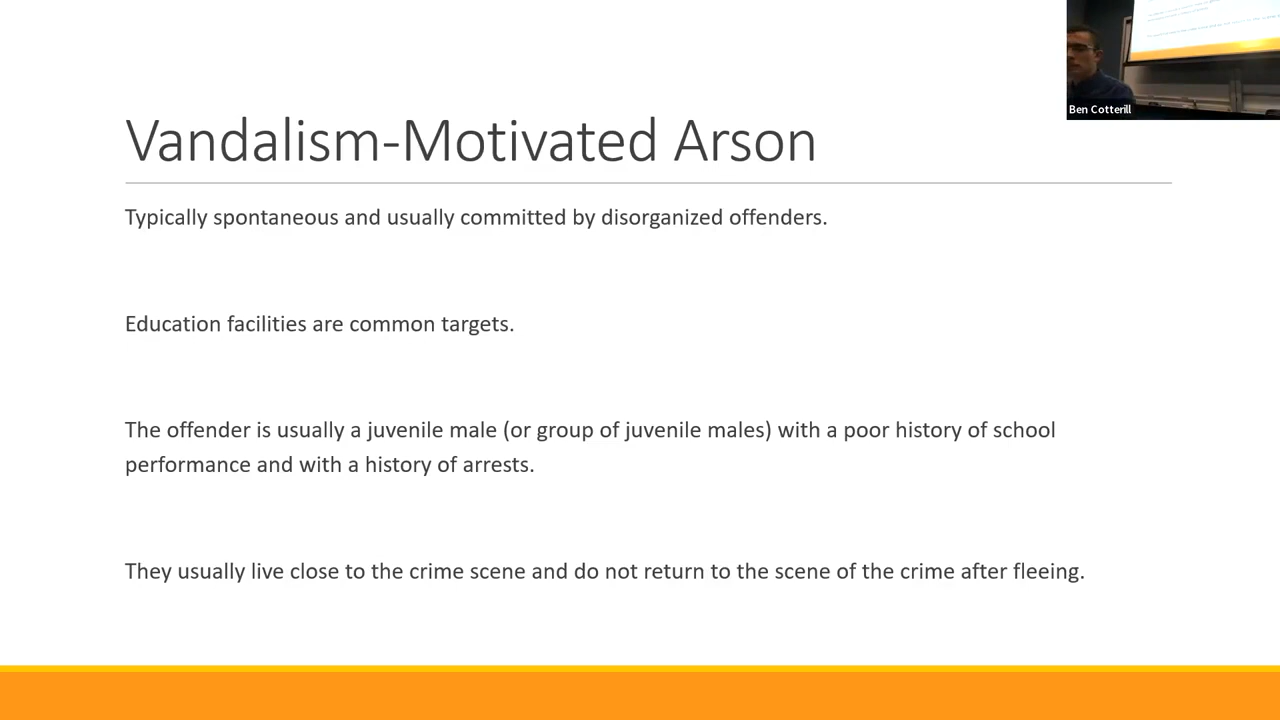 Ben Cotterill
Vandalism-Motivated Arson
Typically spontaneous and usually committed by disorganized offenders.
Education facilities are common targets.
The offender is usually a juvenile male (or group of juvenile males) with a poor history of school
performance and with a history of arrests.
They usually live close to the crime scene and do not return to the scene of the crime after fleeing.